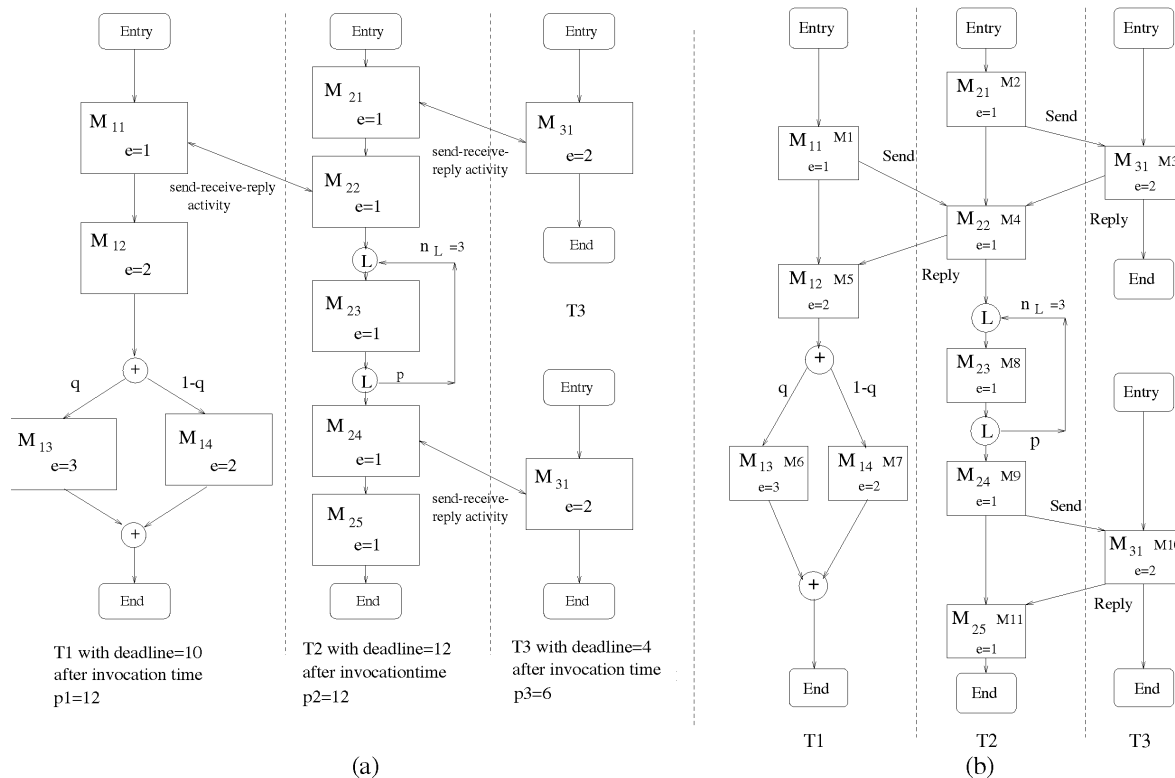 Entry
M 11
e=1
M 12
e=2
+
q
1-q
M 13
e=3
M 14
e=2
+
End
T1 with deadline=10
after invocation time
p1=12
send-receive-reply
activity
Entry
M 21
e=1
M 22
e=1
L
n L =3
M 23
e=1
L
p
M 24
e=1
M 25
e=1
End
T2 with deadline=12
after invocationtime
p2=12
send-receive-
reply activity
Entry
M 31
e=2
End
T3
Entry
send-receive-
reply activity
M 31
e=2
End
T3 with deadline=4
after invocation time
p3=6
(a)
Entry
M 11 M1
e=1
Send
M 12 M5
e=2
Reply
+
q
1-q
M 13 M6
e=3
M 14 M7
e=2
+
End
T1
Entry
M 21 M2
e=1
Send
M 22 M4
e=1
L
n L =3
M 23 M8
e=1
L
p
M 24 M9
e=1
Send
M 25 M11
e=1
End
T2
Entry
M 31 M3
e=2
Reply
End
Entry
M 31 M10
e=2
Reply
End
T3
(b)